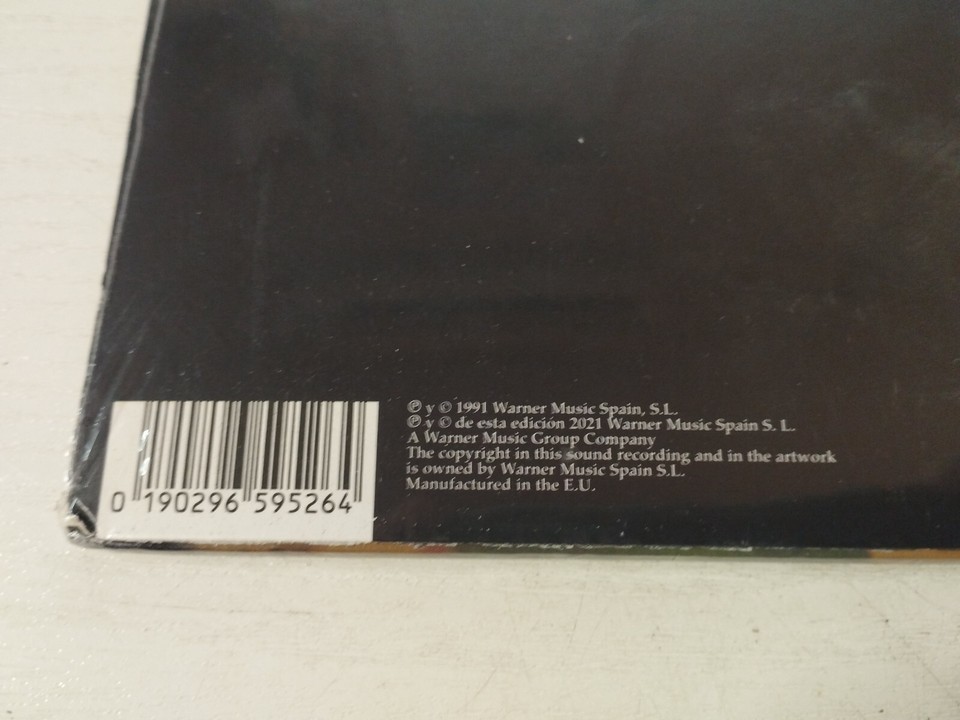 ℗ y © 1991 Warner Music Spain, S.L.
℗ y © de esta edición 2021 Warner Music Spain S. L.
A Warner Music Group Company
The copyright in this sound recording and in the artwork
is owned by Warner Music Spain S.L.
Manufactured in the E.U.
0 190296 595264